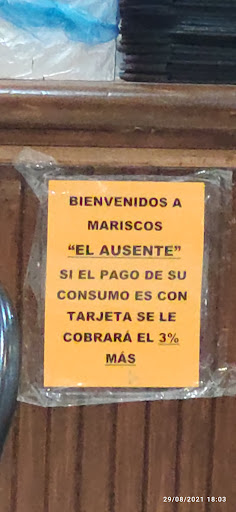 BIENVENIDOS A
MARISCOS
“EL AUSENTE”
SI EL PAGO DE SU
CONSUMO ES CON
TARJETA SE LE
COBRARÁ EL 3%
MÁS
29/08/2021 18:03